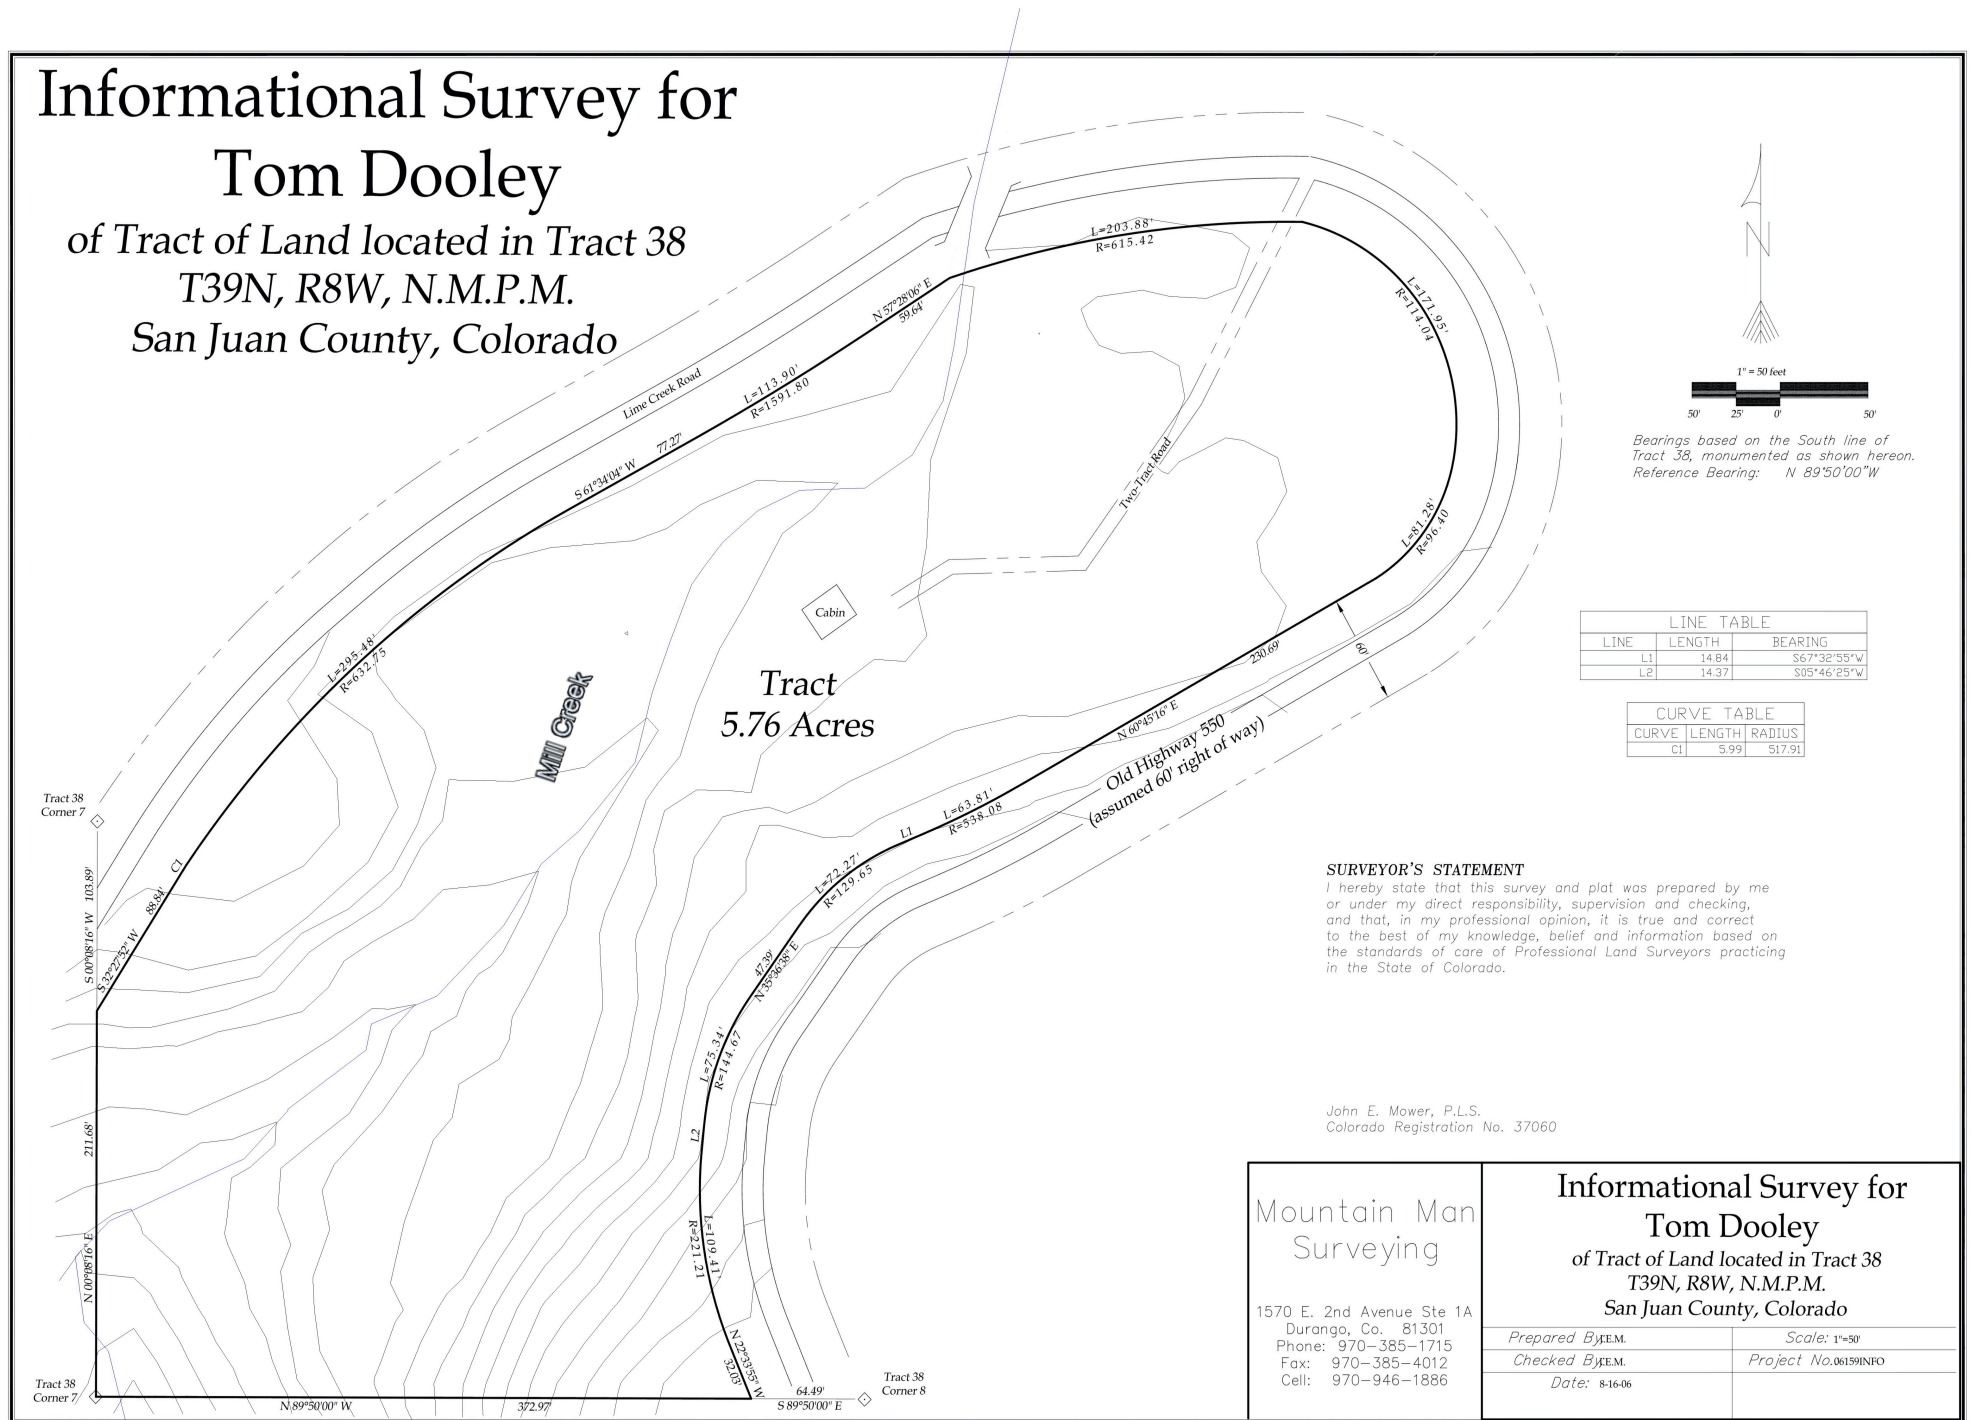 Informational Survey for
Tom Dooley
of Tract of Land located in Tract 38
T39N, R8W, N.M.P.M.
San Juan County, Colorado
L=203.88'
R=615.42
N 57°28'06" E
59.64'
L=171.95'
R=114.04
L=113.90'
R=1591.80
Lime Creek Road
77.27'
S 61°34'04" W
Two-Tract Road
L=81.28'
R=96.40
Cabin
L=295.48'
R=632.75
230.69'
60'
N 60°45'16" E
Mill Creek
Tract
5.76 Acres
Old Highway 550
(assumed 60' right of way)
L=63.81'
R=538.08
L1
L=72.27'
R=129.65
Tract 38
Corner 7
C1
88.84'
S 32°27'52" W
S 00°08'16" W 103.89'
47.39'
N 35°36'38" E
L=75.34'
R=144.67
L2
211.68'
N 00°08'16" E
L=109.41'
R=221.21
N 22°33'55" W
32.03'
Tract 38
Corner 7
N 89°50'00" W
372.97'
64.49'
S 89°50'00" E
Tract 38
Corner 8
N
1" = 50 feet
50' 25' 0' 50'
Bearings based on the South line of
Tract 38, monumented as shown hereon.
Reference Bearing: N 89°50'00"W
LINE TABLE
LINE LENGTH BEARING
L1 14.84 S67°32'55"W
L2 14.37 S05°46'25"W
CURVE TABLE
CURVE LENGTH RADIUS
C1 5.99 517.91
SURVEYOR'S STATEMENT
I hereby state that this survey and plat was prepared by me
or under my direct responsibility, supervision and checking,
and that, in my professional opinion, it is true and correct
to the best of my knowledge, belief and information based on
the standards of care of Professional Land Surveyors practicing
in the State of Colorado.
John E. Mower, P.L.S.
Colorado Registration No. 37060
Mountain Man
Surveying
1570 E. 2nd Avenue Ste 1A
Durango, Co. 81301
Phone: 970-385-1715
Fax: 970-385-4012
Cell: 970-946-1886
Informational Survey for
Tom Dooley
of Tract of Land located in Tract 38
T39N, R8W, N.M.P.M.
San Juan County, Colorado
Prepared By: J.E.M.
Scale: 1"=50'
Checked By: J.E.M.
Project No. 06159INFO
Date: 8-16-06